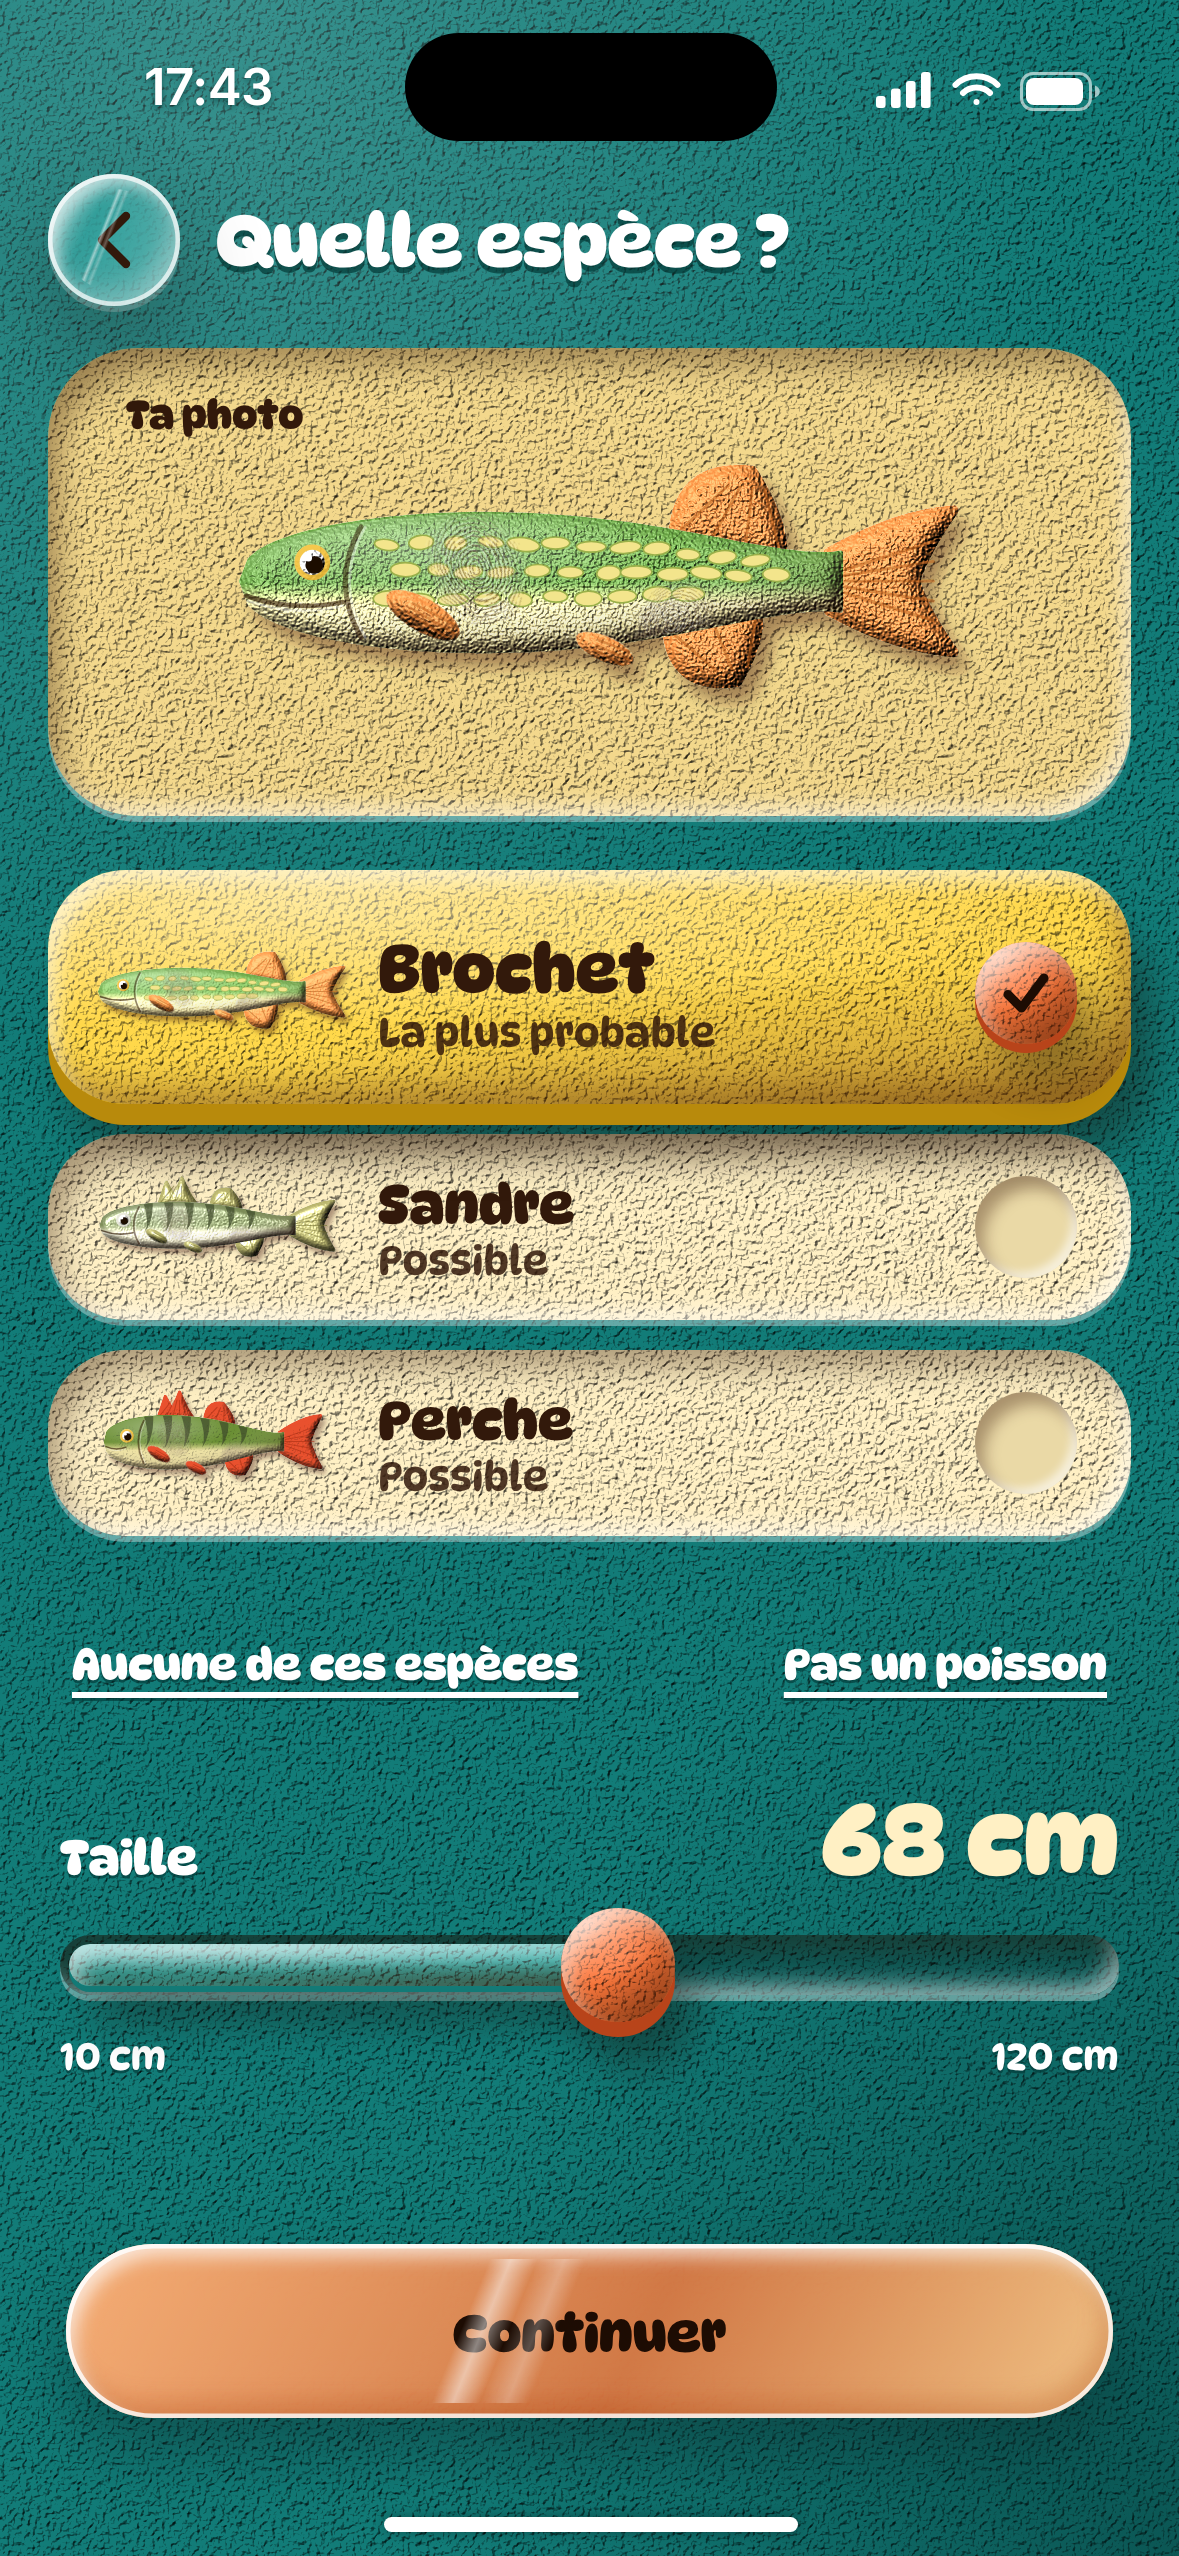 17:43
Quelle espèce ?
Ta photo
Brochet
La plus probable
Sandre
Possible
Perche
Possible
Aucune de ces espèces
Pas un poisson
Taille
68 cm
10 cm
120 cm
Continuer